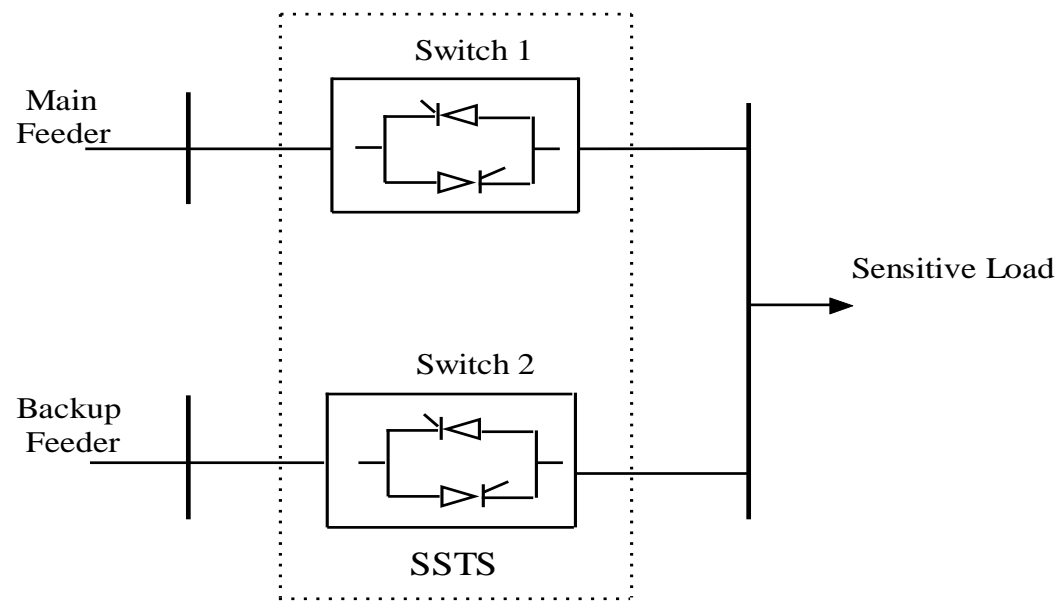 Switch 1
Main
Feeder
Sensitive Load
Switch 2
Backup
Feeder
SSTS